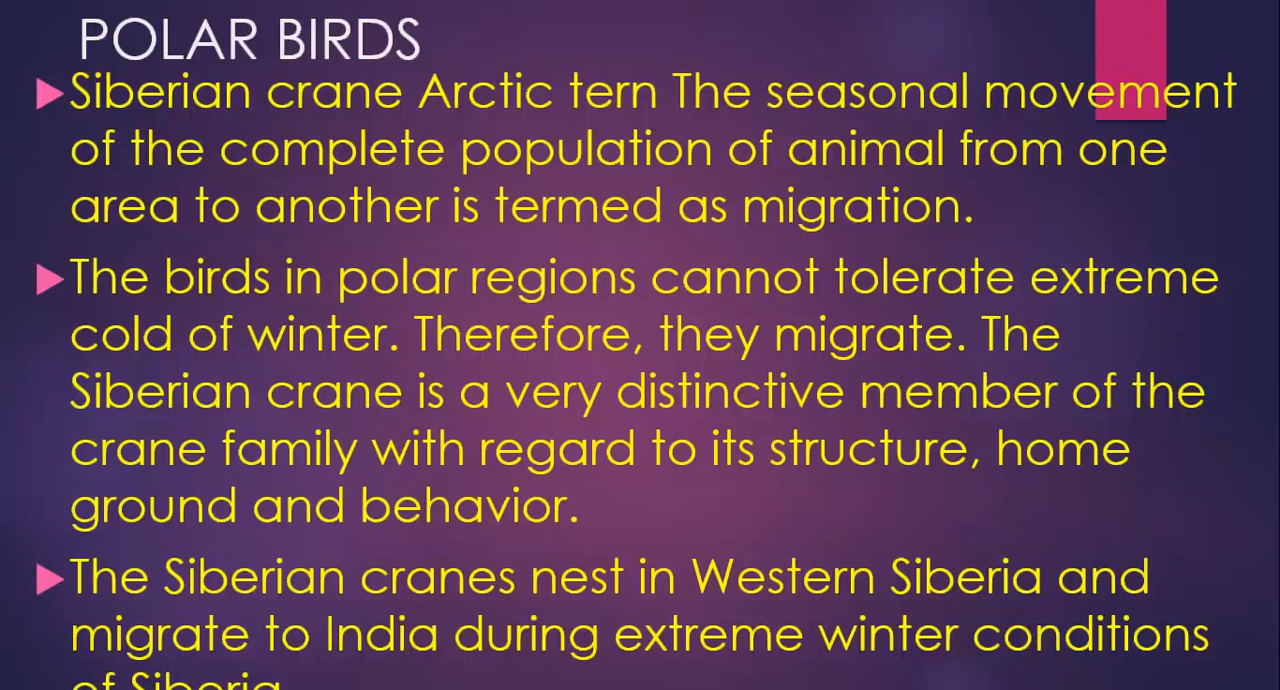 POLAR BIRDS
Siberian crane Arctic tern The seasonal movement
of the complete population of animal from one
area to another is termed as migration.
The birds in polar regions cannot tolerate extreme
cold of winter. Therefore, they migrate. The
Siberian crane is a very distinctive member of the
crane family with regard to its structure, home
ground and behavior.
The Siberian cranes nest in Western Siberia and
migrate to India during extreme winter conditions
of Siberia